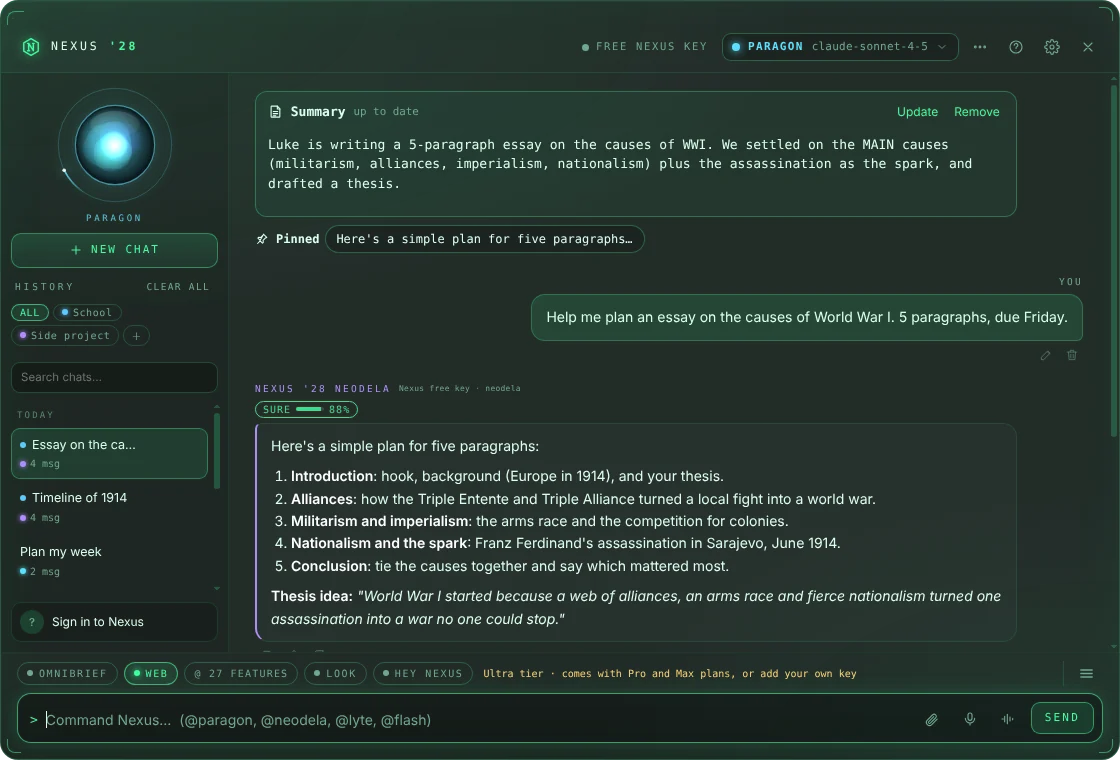 NEXUS '28
FREE NEXUS KEY
PARAGON claude-sonnet-4-5
PARAGON
+ NEW CHAT
HISTORY CLEAR ALL
ALL School
Side project +
Search chats...
TODAY
Essay on the ca...
4 msg
Timeline of 1914
4 msg
Plan my week
2 msg
? Sign in to Nexus
Summary up to date Update Remove
Luke is writing a 5-paragraph essay on the causes of WWI. We settled on the MAIN causes
(militarism, alliances, imperialism, nationalism) plus the assassination as the spark, and
drafted a thesis.
Pinned Here's a simple plan for five paragraphs…
YOU
Help me plan an essay on the causes of World War I. 5 paragraphs, due Friday.
NEXUS '28 NEODELA Nexus free key · neodela
SURE 88%
Here's a simple plan for five paragraphs:
1. Introduction: hook, background (Europe in 1914), and your thesis.
2. Alliances: how the Triple Entente and Triple Alliance turned a local fight into a world war.
3. Militarism and imperialism: the arms race and the competition for colonies.
4. Nationalism and the spark: Franz Ferdinand's assassination in Sarajevo, June 1914.
5. Conclusion: tie the causes together and say which mattered most.
Thesis idea: "World War I started because a web of alliances, an arms race and fierce nationalism turned one
assassination into a war no one could stop."
OMNIBRIEF WEB @ 27 FEATURES LOOK HEY NEXUS Ultra tier · comes with Pro and Max plans, or add your own key
> Command Nexus... (@paragon, @neodela, @lyte, @flash) SEND